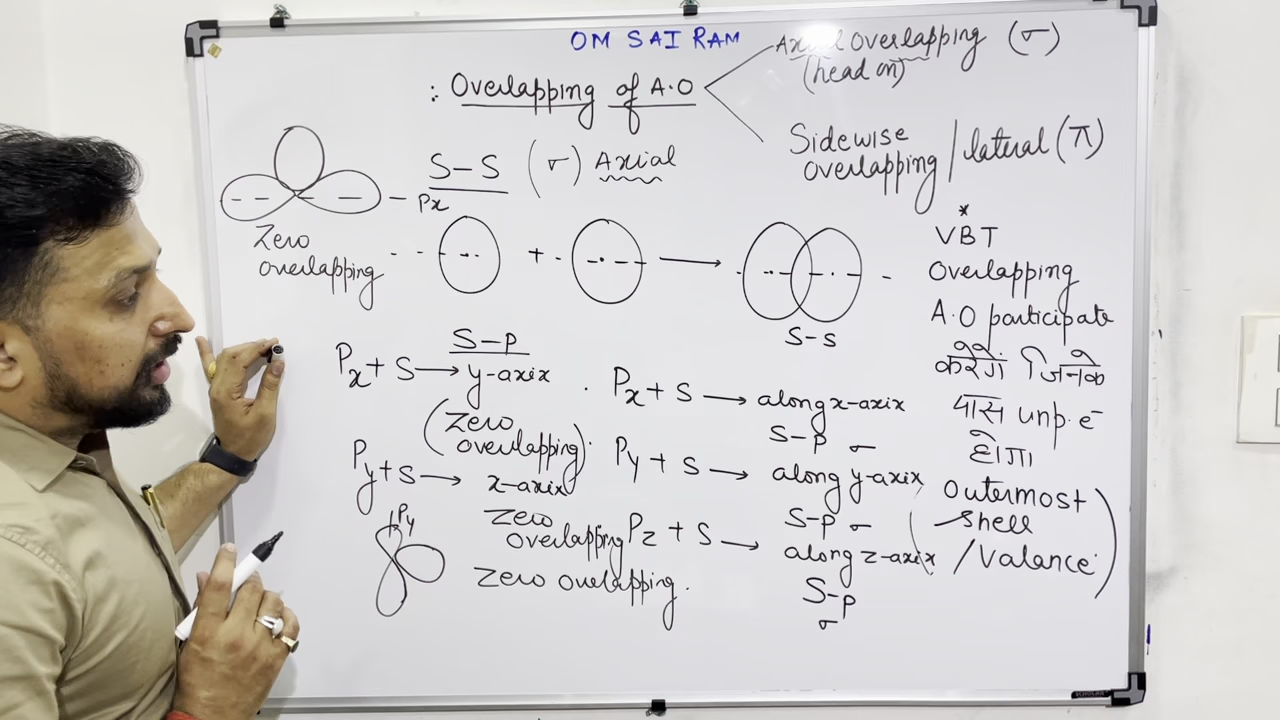 OM SAI RAM
: Overlapping of A.O
Axial overlapping (σ)
(head on)
Sidewise
overlapping / lateral (π)
S-S (σ) Axial
Px
Zero
overlapping
+
S-S
*
VBT
Overlapping
A.O participate
करेंगे जिनके
पास unp. e-
होगा
(Outermost
shell
/Valance)
S-P
Px + S → y-axix
(Zero
overlapping)
Py + S → x-axix
Zero
overlapping
Py
Zero overlapping.
Px + S → along x-axix
S-P σ
Py + S → along y-axix
S-P σ
Pz + S → along z-axix
S-P
σ